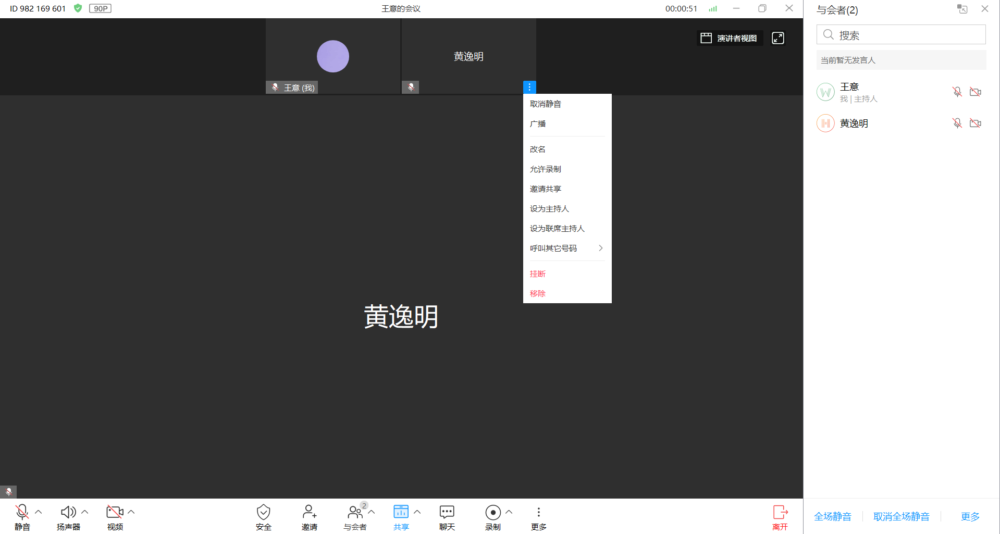 ID 982 169 601
90P
王意的会议
00:00:51
王意 (我)
黄逸明
演讲者视图
取消静音
广播
改名
允许录制
邀请共享
设为主持人
设为联席主持人
呼叫其它号码
挂断
移除
黄逸明
静音
扬声器
视频
安全
邀请
2
与会者
共享
聊天
录制
更多
离开
与会者(2)
搜索
当前暂无发言人
W
王意
我 | 主持人
H
黄逸明
全场静音
取消全场静音
更多